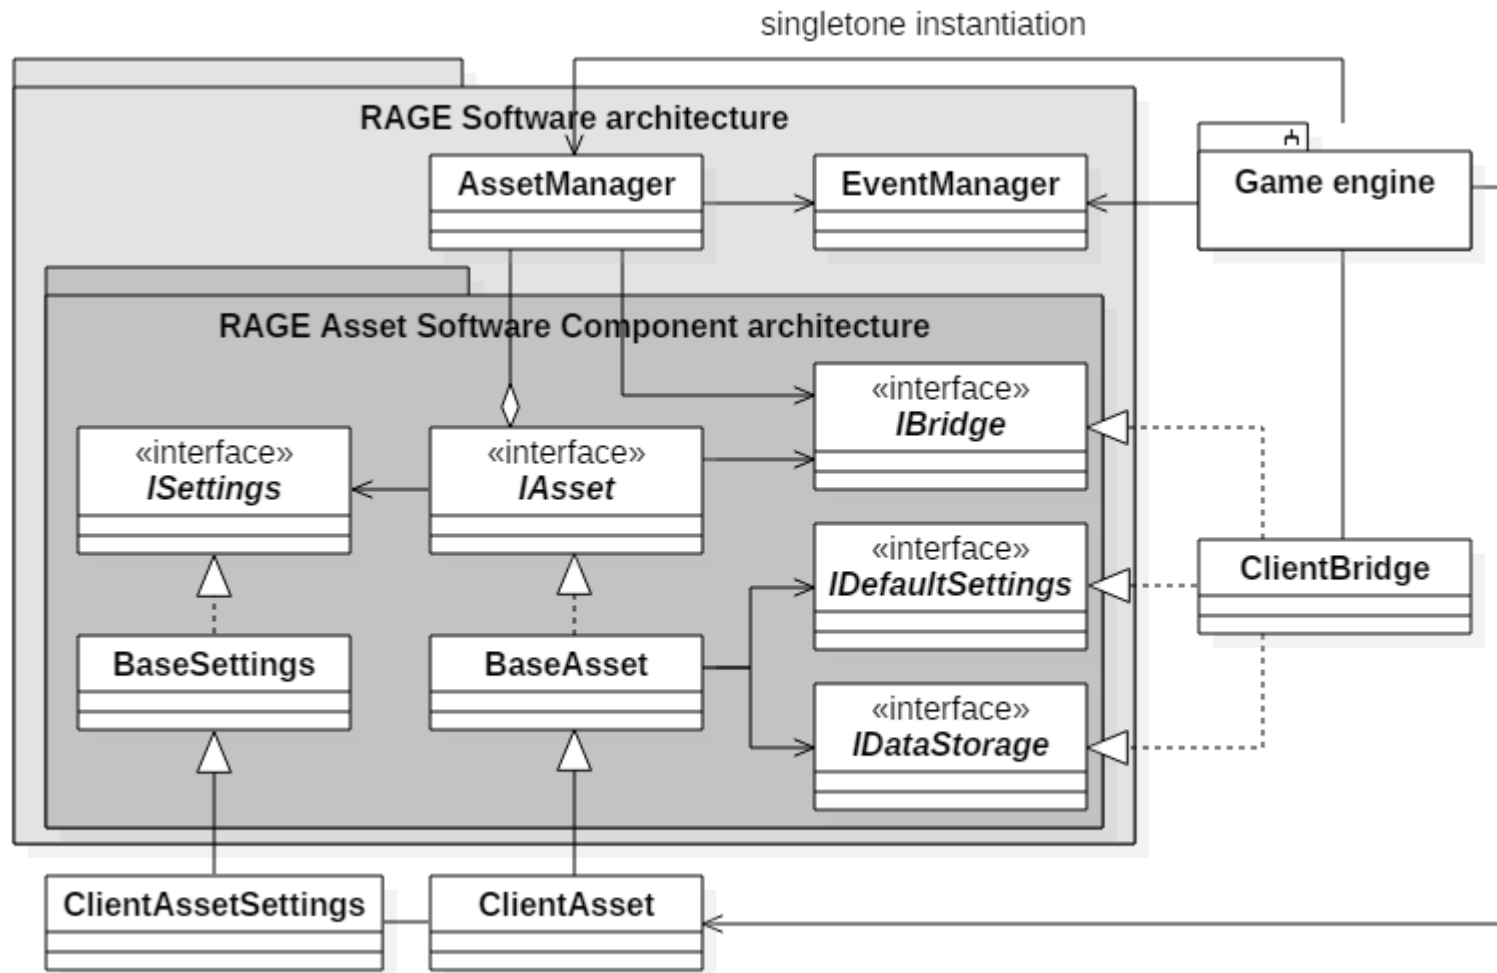 singletone instantiation
RAGE Software architecture
AssetManager
EventManager
Game engine
RAGE Asset Software Component architecture
«interface»
IBridge
«interface»
ISettings
«interface»
IAsset
«interface»
IDefaultSettings
ClientBridge
BaseSettings
BaseAsset
«interface»
IDataStorage
ClientAssetSettings
ClientAsset